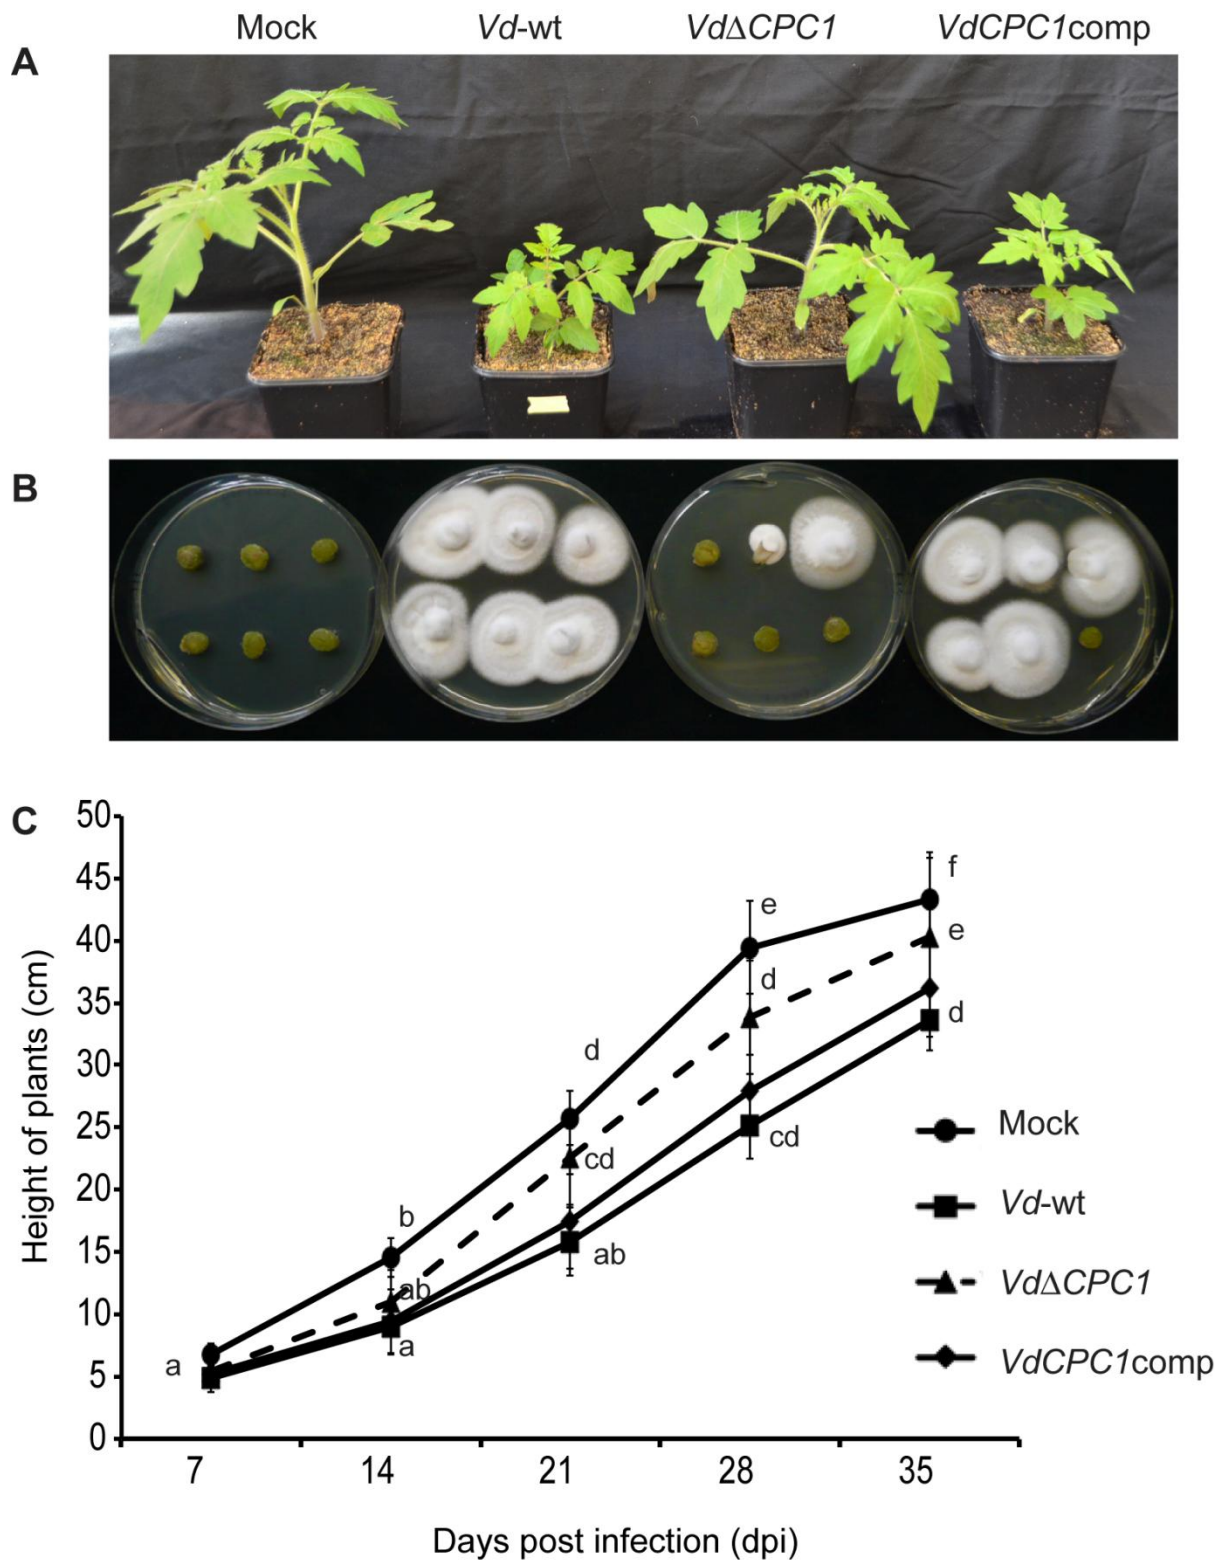 Mock Vd-wt VdΔCPC1 VdCPC1comp
A
B
C
50
45
40
35
30
25
20
15
10
5
0
Height of plants (cm)
a
b
ab
a
d
cd
ab
e
d
cd
f
e
d
Mock
Vd-wt
VdΔCPC1
VdCPC1comp
7 14 21 28 35
Days post infection (dpi)